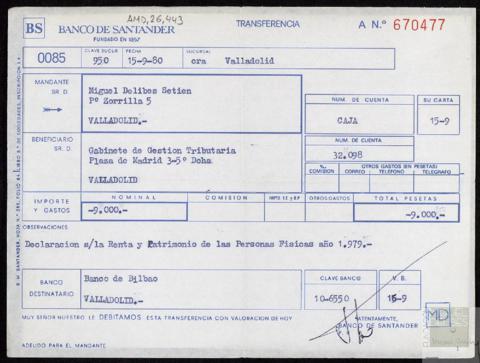 AMD, 26, 443
BS BANCO DE SANTANDER
FUNDADO EN 1857
TRANSFERENCIA
A N.º 670477
0085
CLAVE SUCUR FECHA SUCURSAL
950 15-9-80 ora Valladolid
MANDANTE
SR. D.
Miguel Delibes Setien
Pº Zorrilla 5
VALLADOLID.-
NUM. DE CUENTA SU CARTA
CAJA 15-9
BENEFICIARIO
SR. D.
Gabinete de Gestion Tributaria
Plaza de Madrid 3-5º Dcha
VALLADOLID
NUM. DE CUENTA
32.098
% COMISION OTROS GASTOS (EN PESETAS)
CORREO TELEFONO TELEGRAFO
IMPORTE Y GASTOS
NOMINAL COMISION OTROS GASTOS TOTAL PESETAS
-9.000.- -9.000.-
OBSERVACIONES
Declaracion s/la Renta y Patrimonio de las Personas Fisicas año 1.979.-
BANCO DESTINATARIO
Banco de Bilbao
VALLADOLID.-
CLAVE BANCO V. B.
10-6550 15-9
MUY SEÑOR NUESTRO: LE DEBITAMOS ESTA TRANSFERENCIA CON VALORACION DE HOY
ATENTAMENTE,
BANCO DE SANTANDER
ADEUDO PARA EL MANDANTE
MD